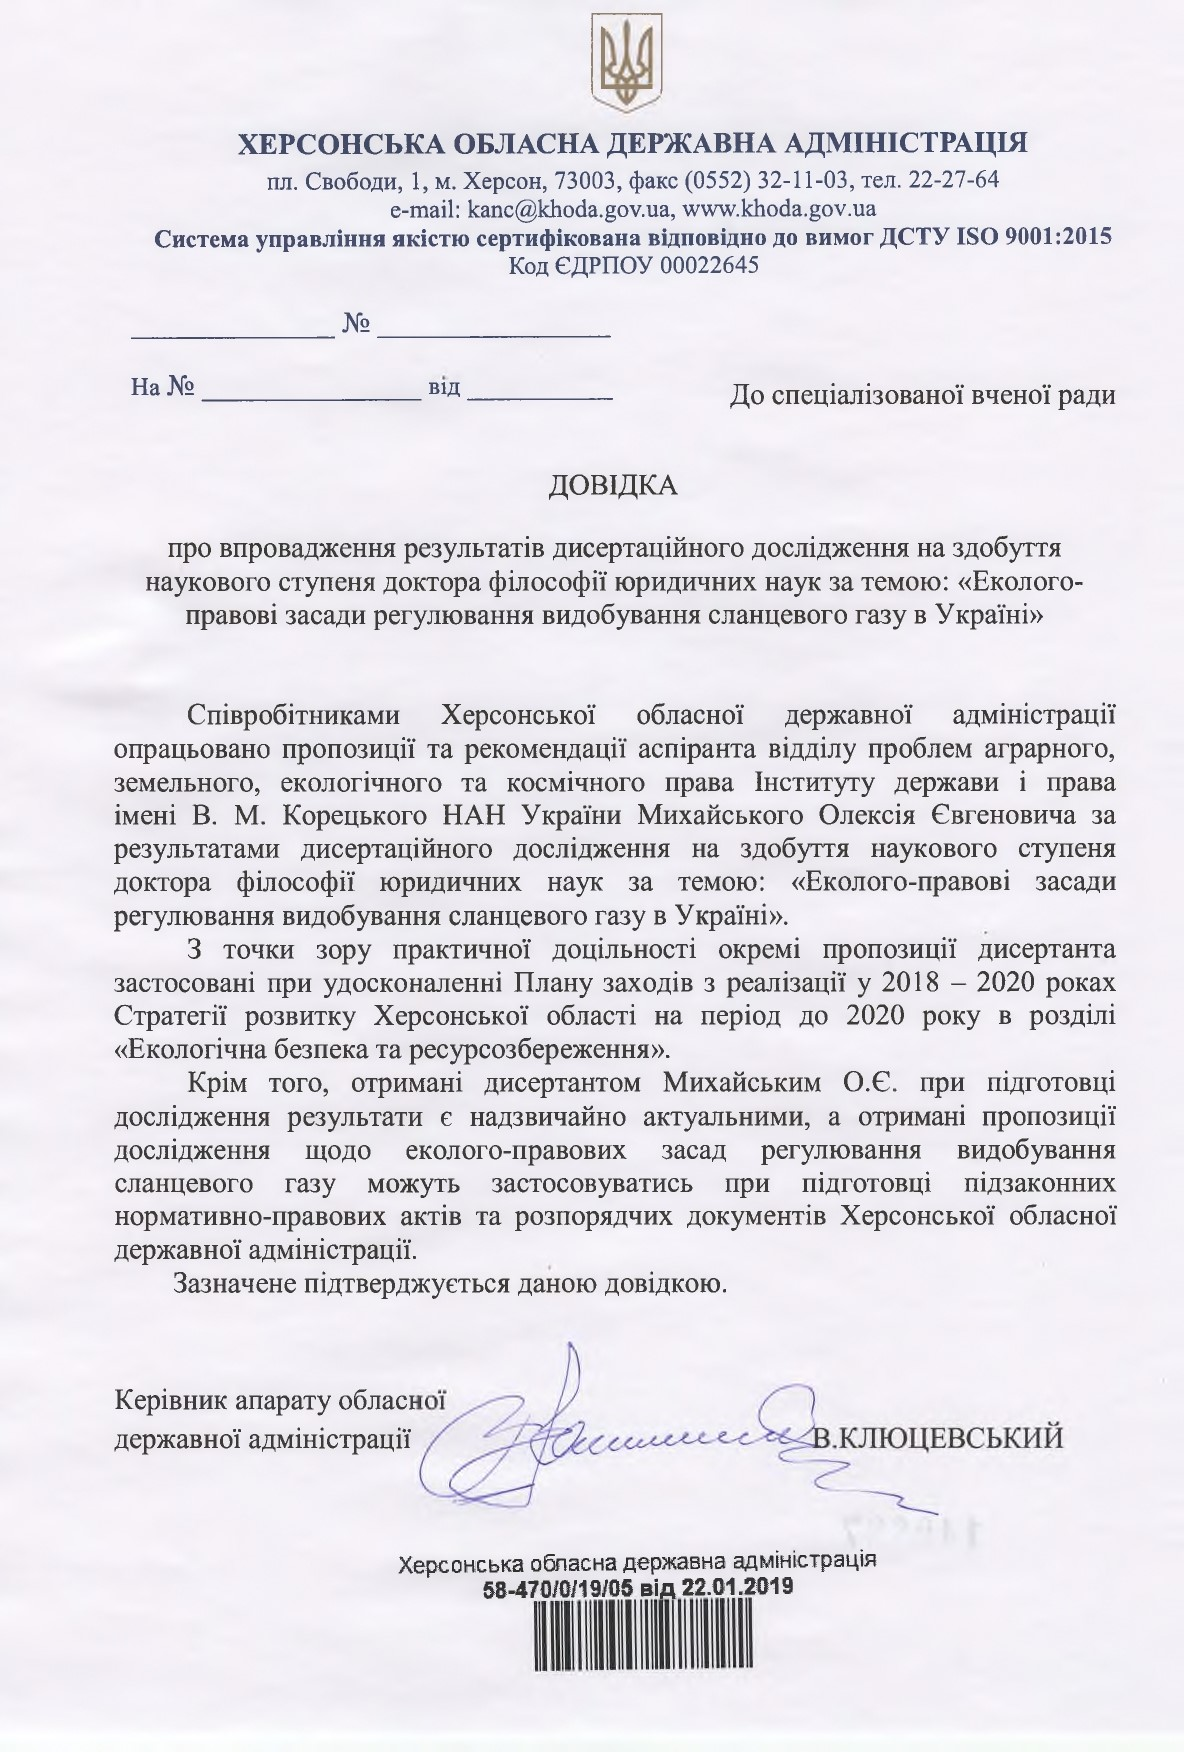 ХЕРСОНСЬКА ОБЛАСНА ДЕРЖАВНА АДМІНІСТРАЦІЯ
пл. Свободи, 1, м. Херсон, 73003, факс (0552) 32-11-03, тел. 22-27-64
e-mail: kanc@khoda.gov.ua, www.khoda.gov.ua
Система управління якістю сертифікована відповідно до вимог ДСТУ ISO 9001:2015
Код ЄДРПОУ 00022645
_______________ № _________________
На № ________________ від ___________
До спеціалізованої вченої ради
ДОВІДКА
про впровадження результатів дисертаційного дослідження на здобуття
наукового ступеня доктора філософії юридичних наук за темою: «Еколого-
правові засади регулювання видобування сланцевого газу в Україні»
Співробітниками Херсонської обласної державної адміністрації
опрацьовано пропозиції та рекомендації аспіранта відділу проблем аграрного,
земельного, екологічного та космічного права Інституту держави і права
імені В. М. Корецького НАН України Михайського Олексія Євгеновича за
результатами дисертаційного дослідження на здобуття наукового ступеня
доктора філософії юридичних наук за темою: «Еколого-правові засади
регулювання видобування сланцевого газу в Україні».
З точки зору практичної доцільності окремі пропозиції дисертанта
застосовані при удосконаленні Плану заходів з реалізації у 2018 – 2020 роках
Стратегії розвитку Херсонської області на період до 2020 року в розділі
«Екологічна безпека та ресурсозбереження».
Крім того, отримані дисертантом Михайським О.Є. при підготовці
дослідження результати є надзвичайно актуальними, а отримані пропозиції
дослідження щодо еколого-правових засад регулювання видобування
сланцевого газу можуть застосовуватись при підготовці підзаконних
нормативно-правових актів та розпорядчих документів Херсонської обласної
державної адміністрації.
Зазначене підтверджується даною довідкою.
Керівник апарату обласної
державної адміністрації
В.КЛЮЦЕВСЬКИЙ
Херсонська обласна державна адміністрація
58-470/0/19/05 від 22.01.2019